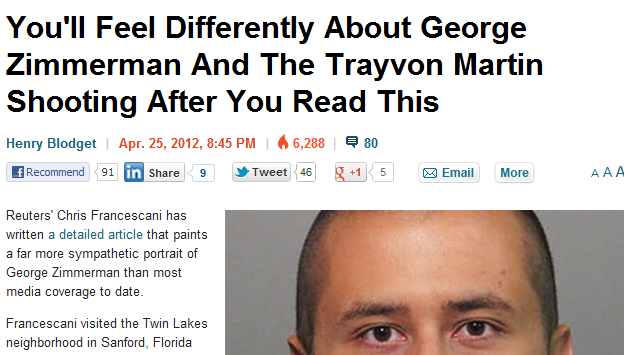 You'll Feel Differently About George
Zimmerman And The Trayvon Martin
Shooting After You Read This
Henry Blodget | Apr. 25, 2012, 8:45 PM | 6,288 | 80
f Recommend 91 in Share 9 Tweet 46 g +1 5 Email More A A A
Reuters' Chris Francescani has
written a detailed article that paints
a far more sympathetic portrait of
George Zimmerman than most
media coverage to date.
Francescani visited the Twin Lakes
neighborhood in Sanford, Florida